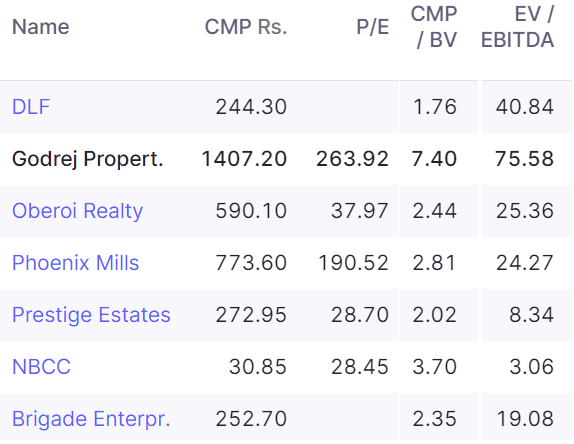 Name CMP Rs. P/E CMP / BV EV / EBITDA
DLF 244.30 1.76 40.84
Godrej Propert. 1407.20 263.92 7.40 75.58
Oberoi Realty 590.10 37.97 2.44 25.36
Phoenix Mills 773.60 190.52 2.81 24.27
Prestige Estates 272.95 28.70 2.02 8.34
NBCC 30.85 28.45 3.70 3.06
Brigade Enterpr. 252.70 2.35 19.08